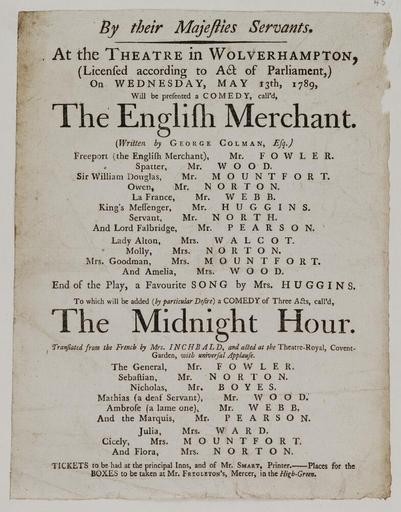 By their Majeſties Servants.
At the THEATRE in WOLVERHAMPTON,
(Licenſed according to Act of Parliament,)
On WEDNESDAY, MAY 13th, 1789,
Will be preſented a COMEDY, call'd,
The Engliſh Merchant.
(Written by GEORGE COLMAN, Eſq.)
Freeport (the Engliſh Merchant), Mr. FOWLER.
Spatter, Mr. WOOD.
Sir William Douglas, Mr. MOUNTFORT.
Owen, Mr. NORTON.
La France, Mr. WEBB.
King's Meſſenger, Mr. HUGGINS.
Servant, Mr. NORTH.
And Lord Falbridge, Mr. PEARSON.
Lady Alton, Mrs. WALCOT.
Molly, Mrs. NORTON.
Mrs. Goodman, Mrs. MOUNTFORT.
And Amelia, Mrs. WOOD.
End of the Play, a Favourite SONG by Mrs. HUGGINS.
To which will be added (by particular Deſire) a COMEDY of Three Acts, call'd,
The Midnight Hour.
Tranſlated from the French by Mrs. INCHBALD, and acted at the Theatre-Royal, Covent-
Garden, with univerſal Applauſe.
The General, Mr. FOWLER.
Sebaſtian, Mr. NORTON.
Nicholas, Mr. BOYES.
Mathias (a deaf Servant), Mr. WOOD.
Ambroſe (a lame one), Mr. WEBB.
And the Marquis, Mr. PEARSON.
Julia, Mrs. WARD.
Cicely, Mrs. MOUNTFORT.
And Flora, Mrs. NORTON.
TICKETS to be had at the principal Inns, and of Mr. SMART, Printer.——Places for the
BOXES to be taken at Mr. FREGLETON's, Mercer, in the High-Green.